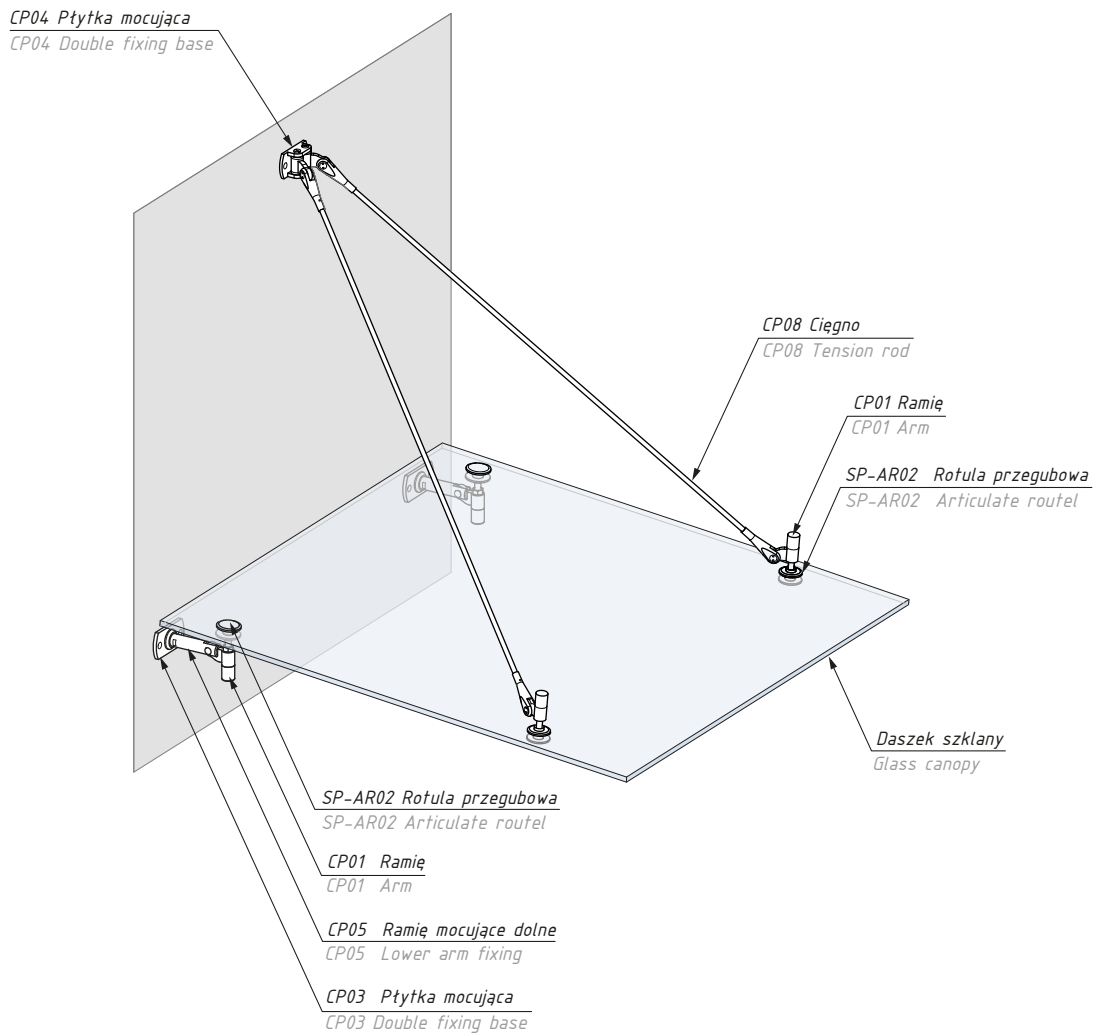 CP04 Płytka mocująca
CP04 Double fixing base
CP08 Cięgno
CP08 Tension rod
CP01 Ramię
CP01 Arm
SP-AR02 Rotula przegubowa
SP-AR02 Articulate routel
Daszek szklany
Glass canopy
SP-AR02 Rotula przegubowa
SP-AR02 Articulate routel
CP01 Ramię
CP01 Arm
CP05 Ramię mocujące dolne
CP05 Lower arm fixing
CP03 Płytka mocująca
CP03 Double fixing base